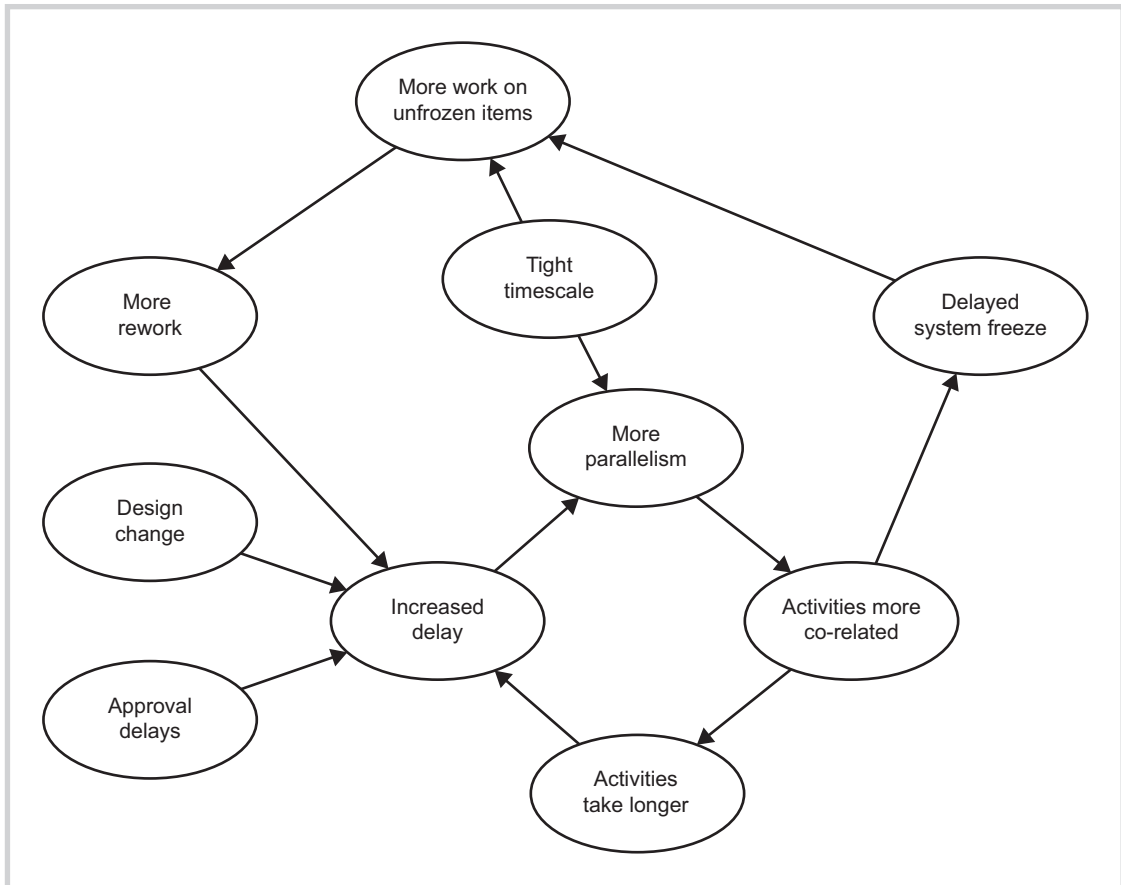 More work on
unfrozen items
Tight
timescale
More
rework
Delayed
system freeze
More
parallelism
Design
change
Increased
delay
Activities more
co-related
Approval
delays
Activities
take longer